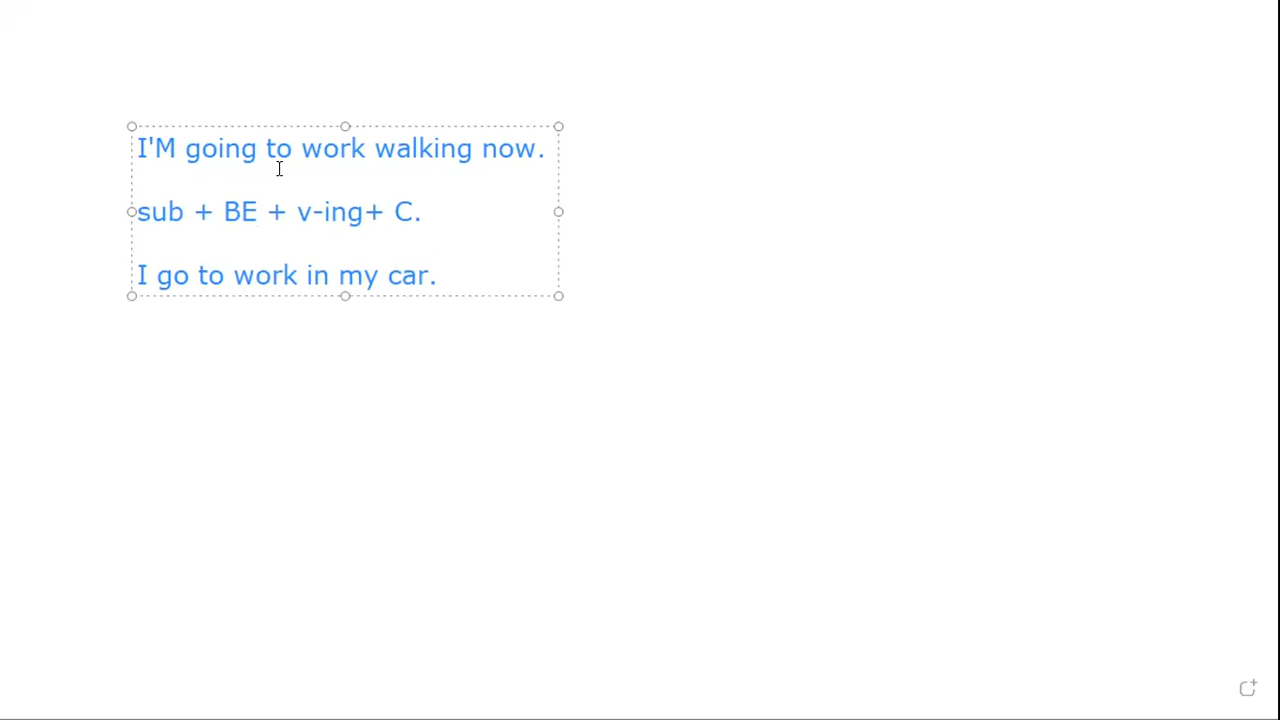 I'M going to work walking now.
sub + BE + v-ing+ C.
I go to work in my car.